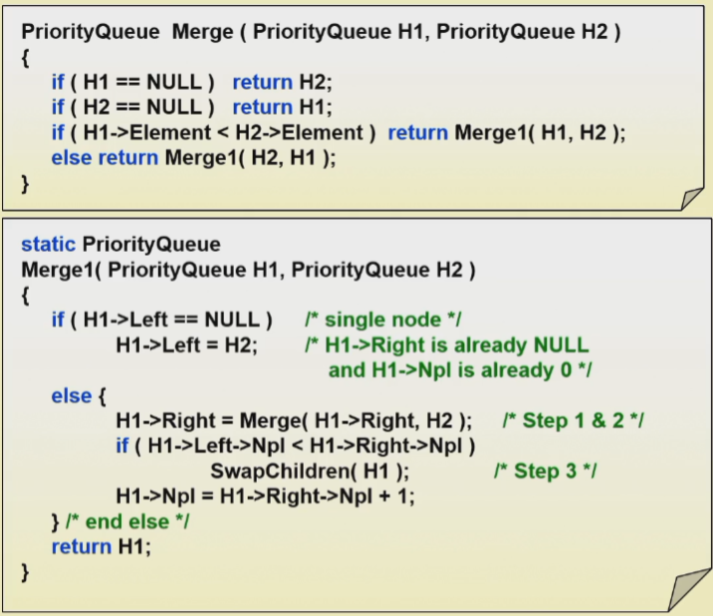 PriorityQueue Merge ( PriorityQueue H1, PriorityQueue H2 )
{
if ( H1 == NULL ) return H2;
if ( H2 == NULL ) return H1;
if ( H1->Element < H2->Element ) return Merge1( H1, H2 );
else return Merge1( H2, H1 );
}
static PriorityQueue
Merge1( PriorityQueue H1, PriorityQueue H2 )
{
if ( H1->Left == NULL ) /* single node */
H1->Left = H2; /* H1->Right is already NULL
and H1->Npl is already 0 */
else {
H1->Right = Merge( H1->Right, H2 ); /* Step 1 & 2 */
if ( H1->Left->Npl < H1->Right->Npl )
SwapChildren( H1 ); /* Step 3 */
H1->Npl = H1->Right->Npl + 1;
} /* end else */
return H1;
}